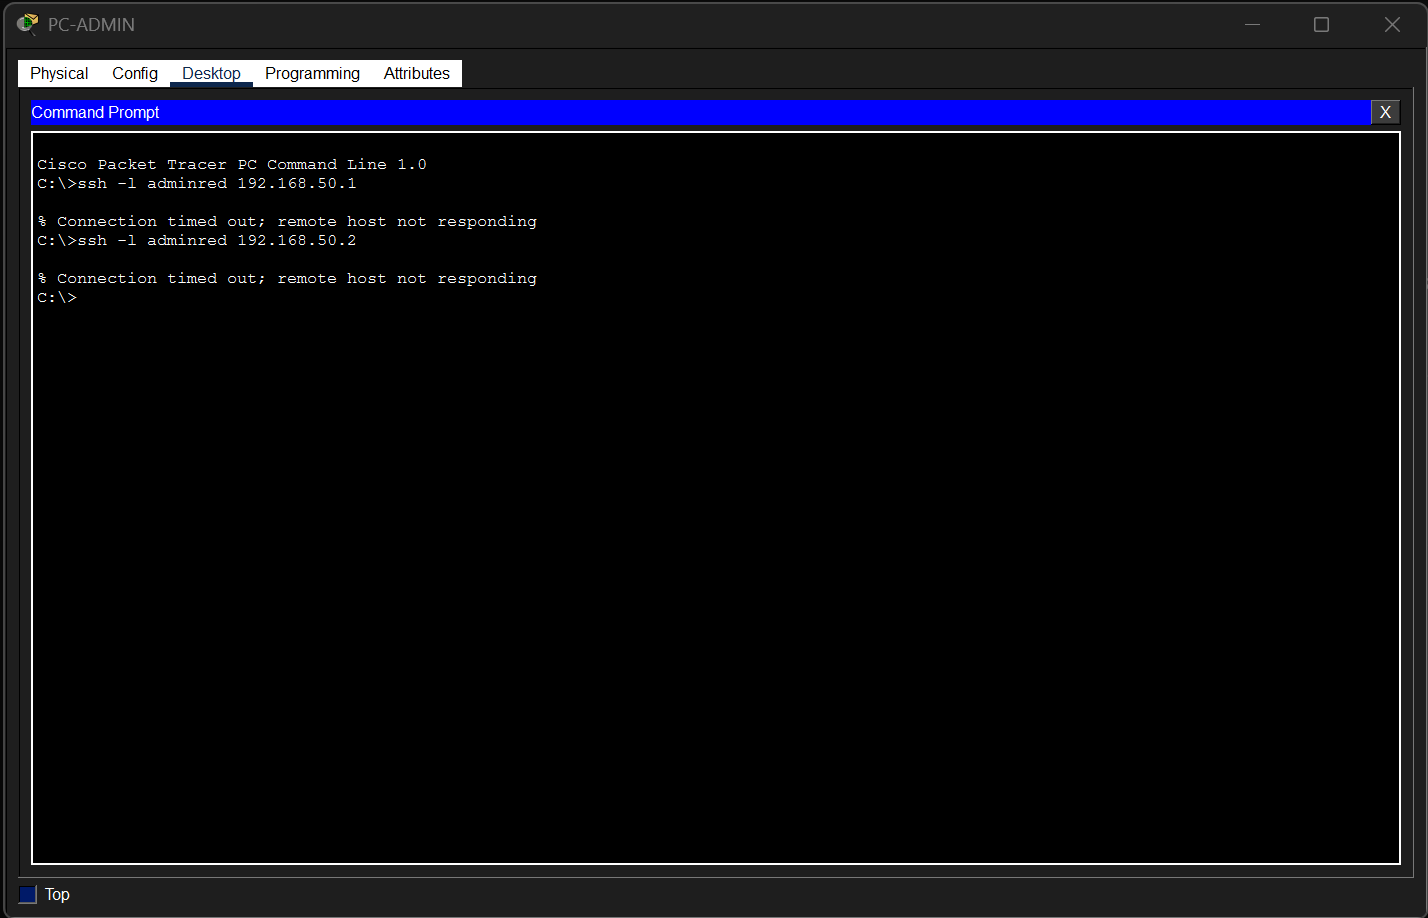 PC-ADMIN
Physical Config Desktop Programming Attributes
Command Prompt
X
Cisco Packet Tracer PC Command Line 1.0
C:\>ssh -l adminred 192.168.50.1
% Connection timed out; remote host not responding
C:\>ssh -l adminred 192.168.50.2
% Connection timed out; remote host not responding
C:\>
Top